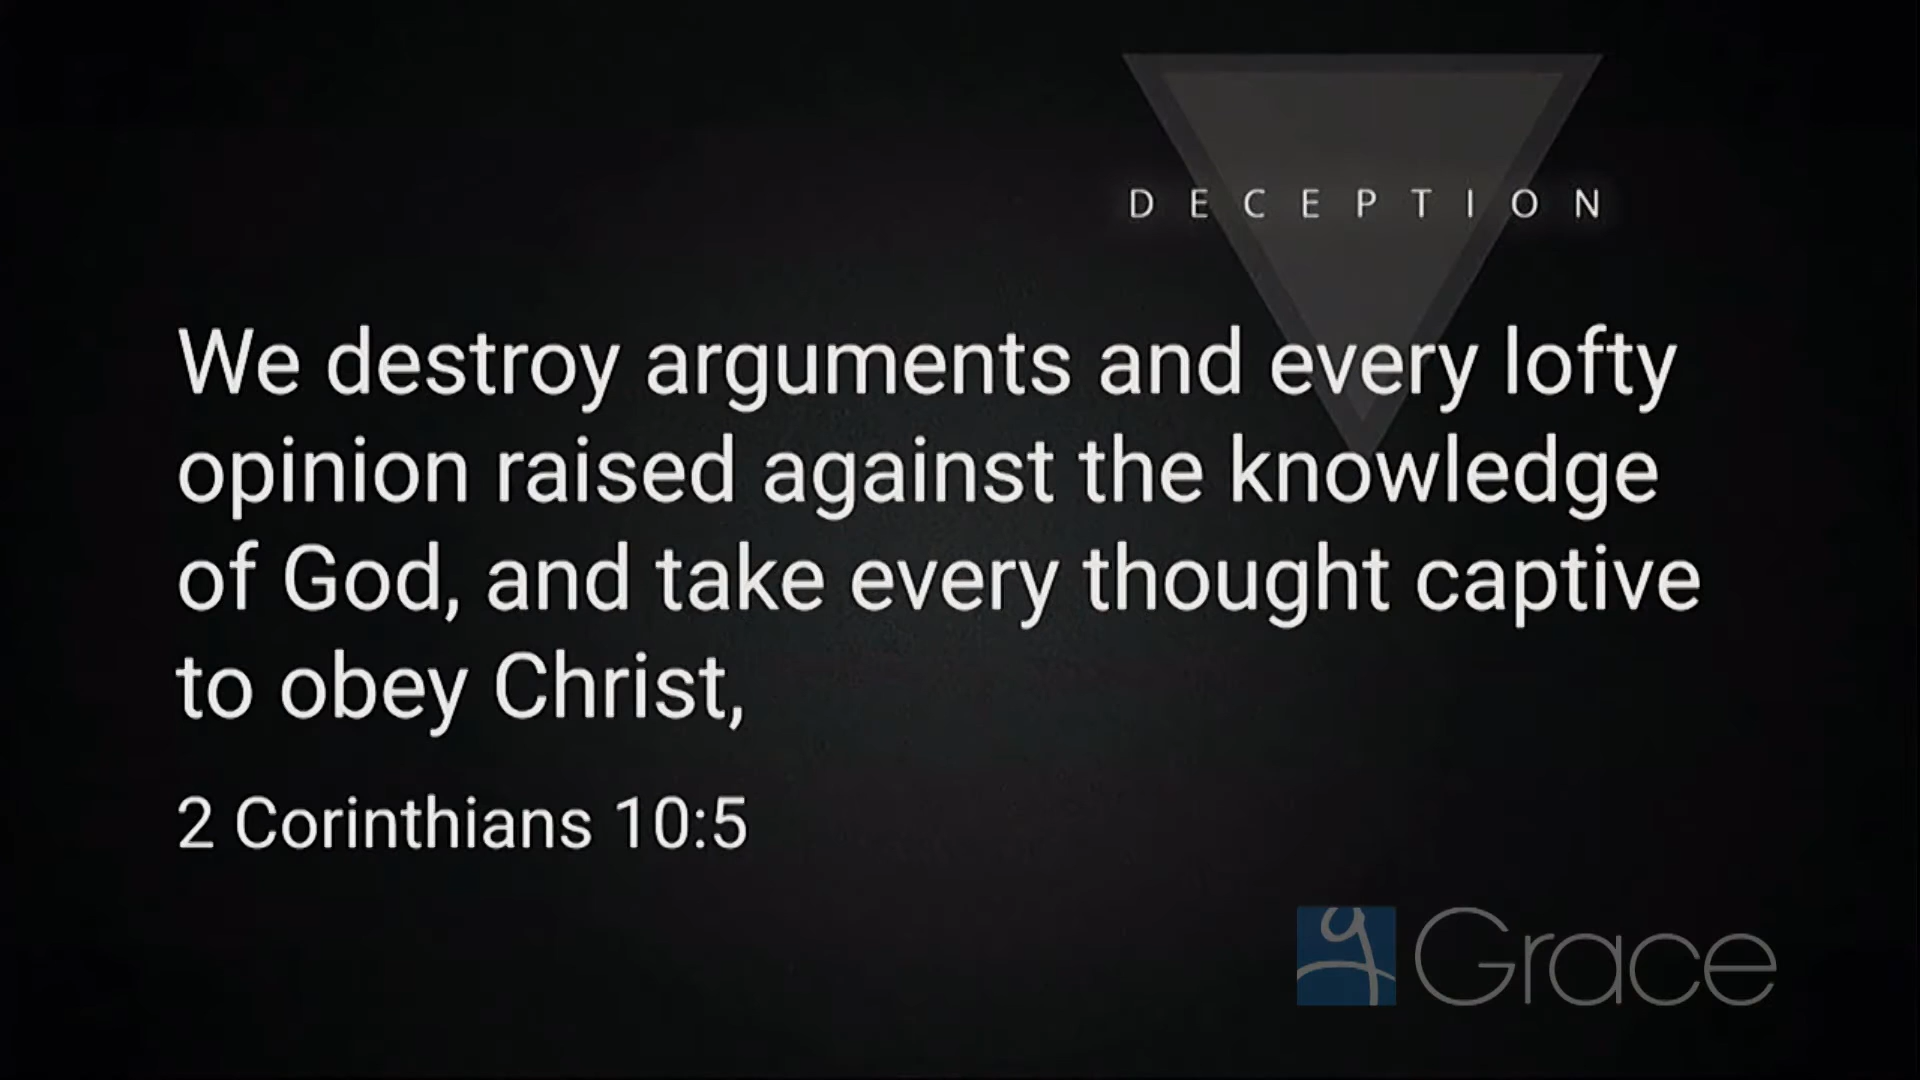 DECEPTION
We destroy arguments and every lofty
opinion raised against the knowledge
of God, and take every thought captive
to obey Christ,
2 Corinthians 10:5
g Grace